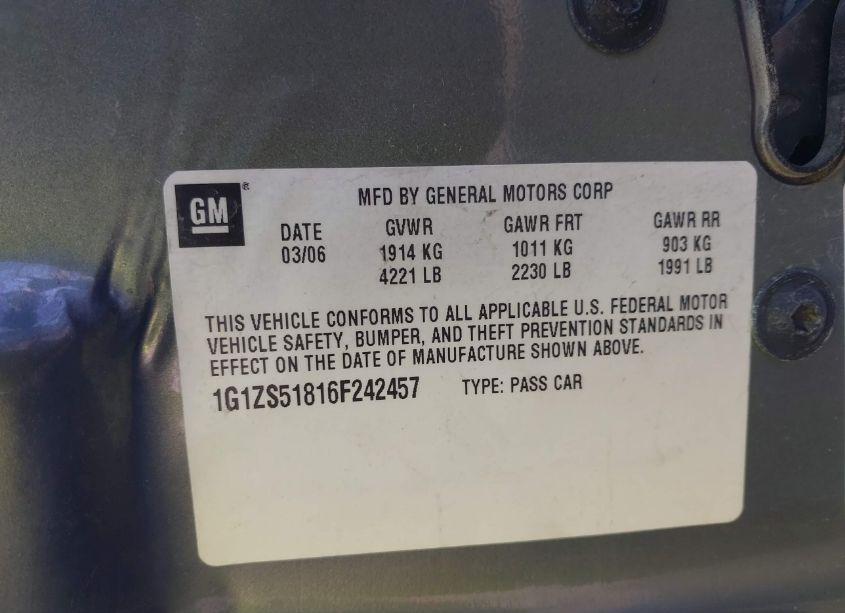 GM®
MFD BY GENERAL MOTORS CORP
DATE GVWR GAWR FRT GAWR RR
03/06 1914 KG 1011 KG 903 KG
4221 LB 2230 LB 1991 LB
THIS VEHICLE CONFORMS TO ALL APPLICABLE U.S. FEDERAL MOTOR
VEHICLE SAFETY, BUMPER, AND THEFT PREVENTION STANDARDS IN
EFFECT ON THE DATE OF MANUFACTURE SHOWN ABOVE.
1G1ZS51816F242457 TYPE: PASS CAR